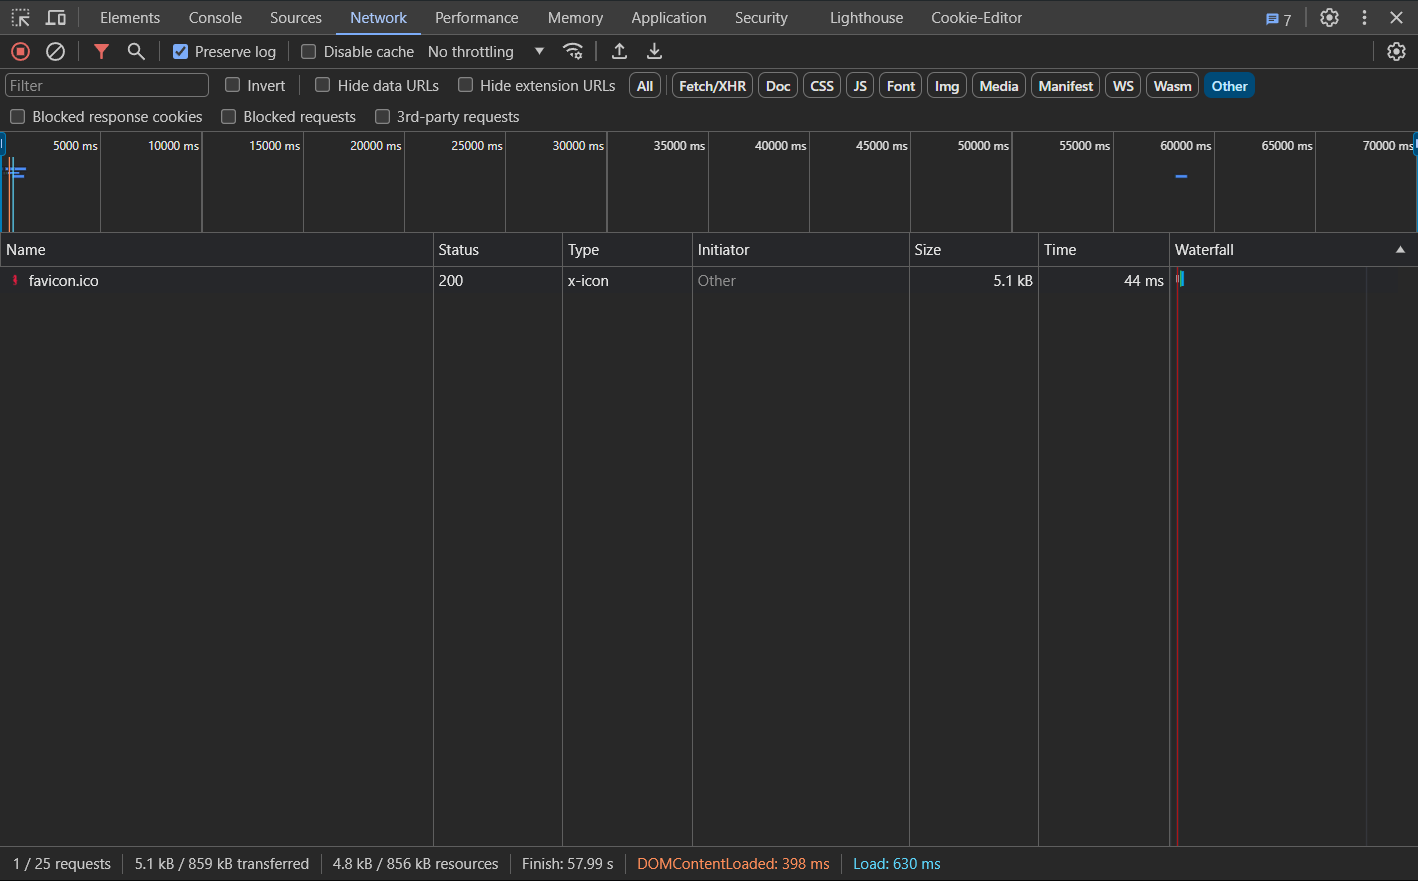 Elements Console Sources Network Performance Memory Application Security Lighthouse Cookie-Editor 7
Preserve log Disable cache No throttling
Filter Invert Hide data URLs Hide extension URLs All Fetch/XHR Doc CSS JS Font Img Media Manifest WS Wasm Other
Blocked response cookies Blocked requests 3rd-party requests
5000 ms 10000 ms 15000 ms 20000 ms 25000 ms 30000 ms 35000 ms 40000 ms 45000 ms 50000 ms 55000 ms 60000 ms 65000 ms 70000 ms
Name Status Type Initiator Size Time Waterfall
favicon.ico 200 x-icon Other 5.1 kB 44 ms
1 / 25 requests 5.1 kB / 859 kB transferred 4.8 kB / 856 kB resources Finish: 57.99 s DOMContentLoaded: 398 ms Load: 630 ms